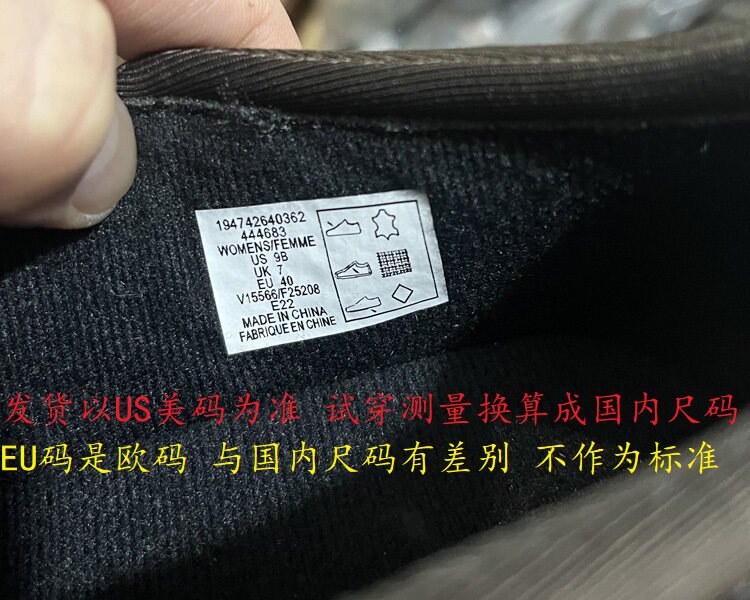 194742640362
444683
WOMENS/FEMME
US 9B
UK 7
EU 40
V15566/F25208
E22
MADE IN CHINA
FABRIQUE EN CHINE
发货以US美码为准 试穿测量换算成国内尺码
EU码是欧码 与国内尺码有差别 不作为标准